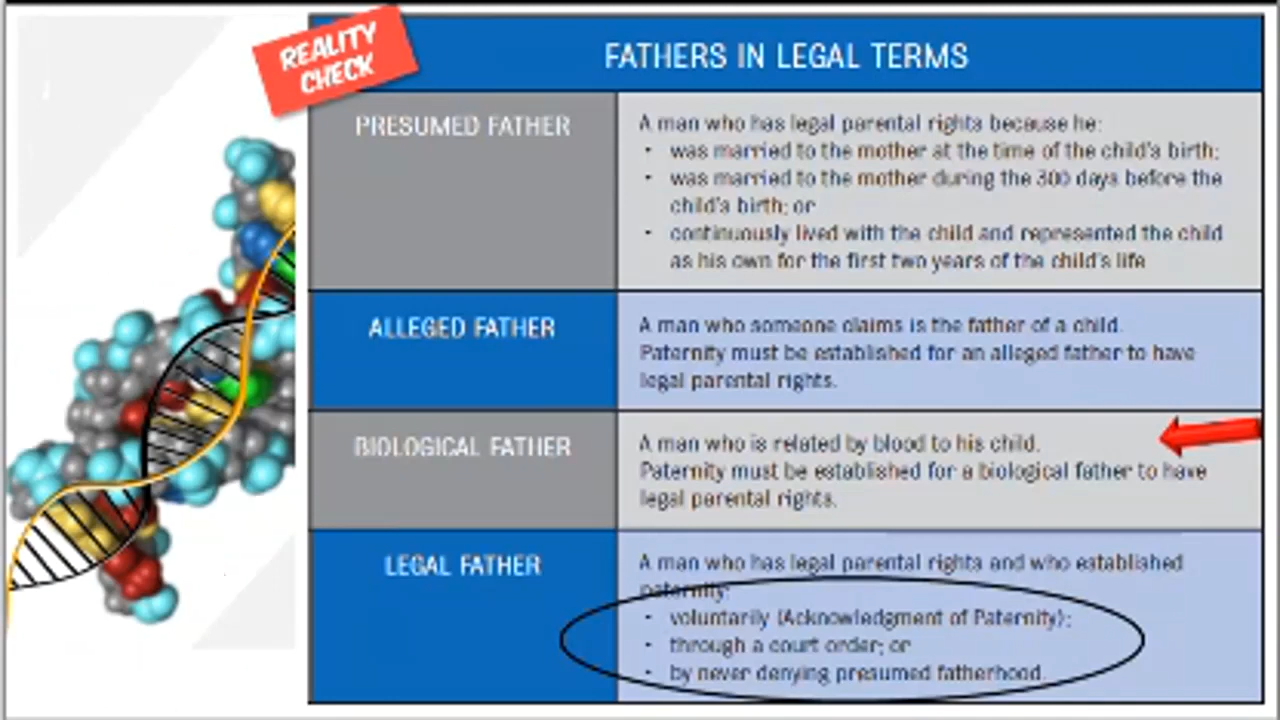 REALITY
CHECK
FATHERS IN LEGAL TERMS
PRESUMED FATHER
A man who has legal parental rights because he:
• was married to the mother at the time of the child's birth;
• was married to the mother during the 300 days before the
child's birth; or
• continuously lived with the child and represented the child
as his own for the first two years of the child's life
ALLEGED FATHER
A man who someone claims is the father of a child.
Paternity must be established for an alleged father to have
legal parental rights.
BIOLOGICAL FATHER
A man who is related by blood to his child.
Paternity must be established for a biological father to have
legal parental rights.
LEGAL FATHER
A man who has legal parental rights and who established
paternity:
• voluntarily (Acknowledgment of Paternity);
• through a court order; or
• by never denying presumed fatherhood.